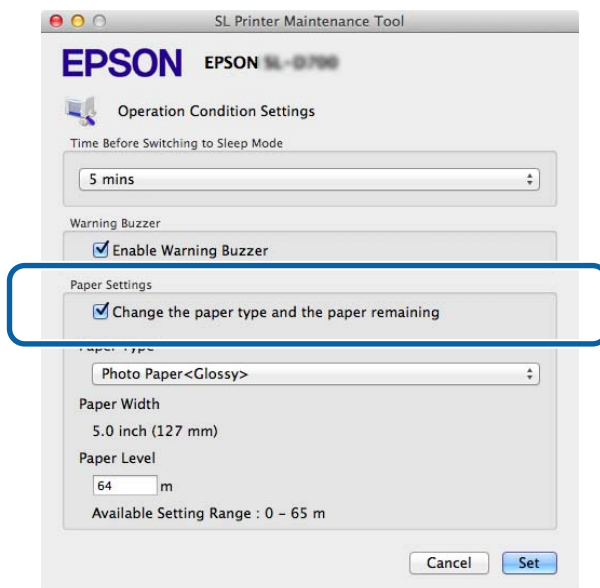 SL Printer Maintenance Tool
EPSON EPSON
Operation Condition Settings
Time Before Switching to Sleep Mode
5 mins
Warning Buzzer
Enable Warning Buzzer
Paper Settings
Change the paper type and the paper remaining
Paper Type
Photo Paper<Glossy>
Paper Width
5.0 inch (127 mm)
Paper Level
64 m
Available Setting Range : 0 – 65 m
Cancel Set